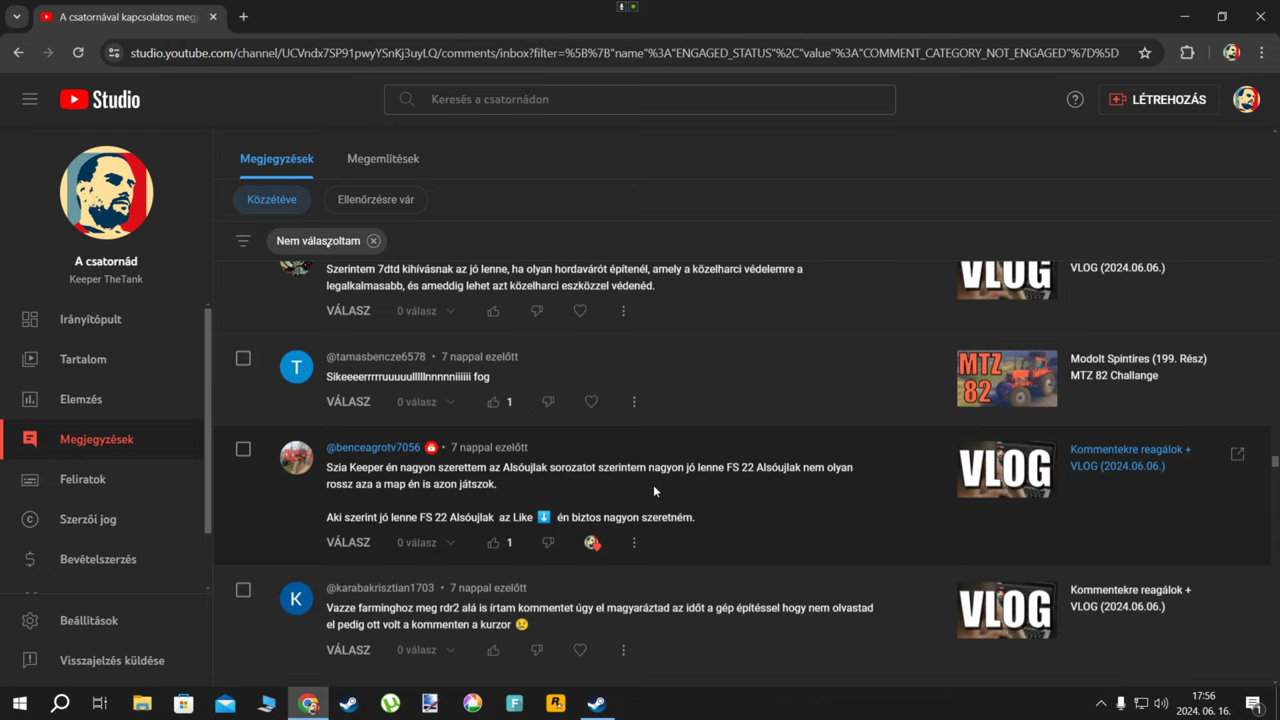 A csatornával kapcsolatos meg
studio.youtube.com/channel/UCVndx7SP91pwyYSnKj3uyLQ/comments/inbox?filter=%5B%7B"name"%3A"ENGAGED_STATUS"%2C"value"%3A"COMMENT_CATEGORY_NOT_ENGAGED"%7D%5D
Studio
Keresés a csatornádon
LÉTREHOZÁS
A csatornád
Keeper TheTank
Irányítópult
Tartalom
Elemzés
Megjegyzések
Feliratok
Szerzői jog
Bevételszerzés
Beállítások
Visszajelzés küldése
Megjegyzések
Megemlítések
Közzétéve
Ellenőrzésre vár
Nem válaszoltam
Szerintem 7dtd kihívásnak az jó lenne, ha olyan hordavárót építenél, amely a közelharci védelemre a
legalkalmasabb, és ameddig lehet azt közelharci eszközzel védenéd.
VÁLASZ 0 válasz
VLOG
VLOG (2024.06.06.)
@tamasbencze6578 • 7 nappal ezelőtt
Sikeeeerrrrruuuuulllllnnnnniiiiii fog
VÁLASZ 0 válasz 1
MTZ
82
Modolt Spintires (199. Rész)
MTZ 82 Challange
@benceagrotv7056 • 7 nappal ezelőtt
Szia Keeper én nagyon szerettem az Alsóujlak sorozatot szerintem nagyon jó lenne FS 22 Alsóujlak nem olyan
rossz aza a map én is azon játszok.
Aki szerint jó lenne FS 22 Alsóujlak az Like ⬇️ én biztos nagyon szeretném.
VÁLASZ 0 válasz 1
VLOG
Kommentekre reagálok +
VLOG (2024.06.06.)
@karabakrisztian1703 • 7 nappal ezelőtt
Vazze farminghoz meg rdr2 alá is írtam kommentet úgy el magyaráztad az időt a gép építéssel hogy nem olvastad
el pedig ott volt a kommenten a kurzor 😢
VÁLASZ 0 válasz
VLOG
Kommentekre reagálok +
VLOG (2024.06.06.)
17:56
2024. 06. 16.